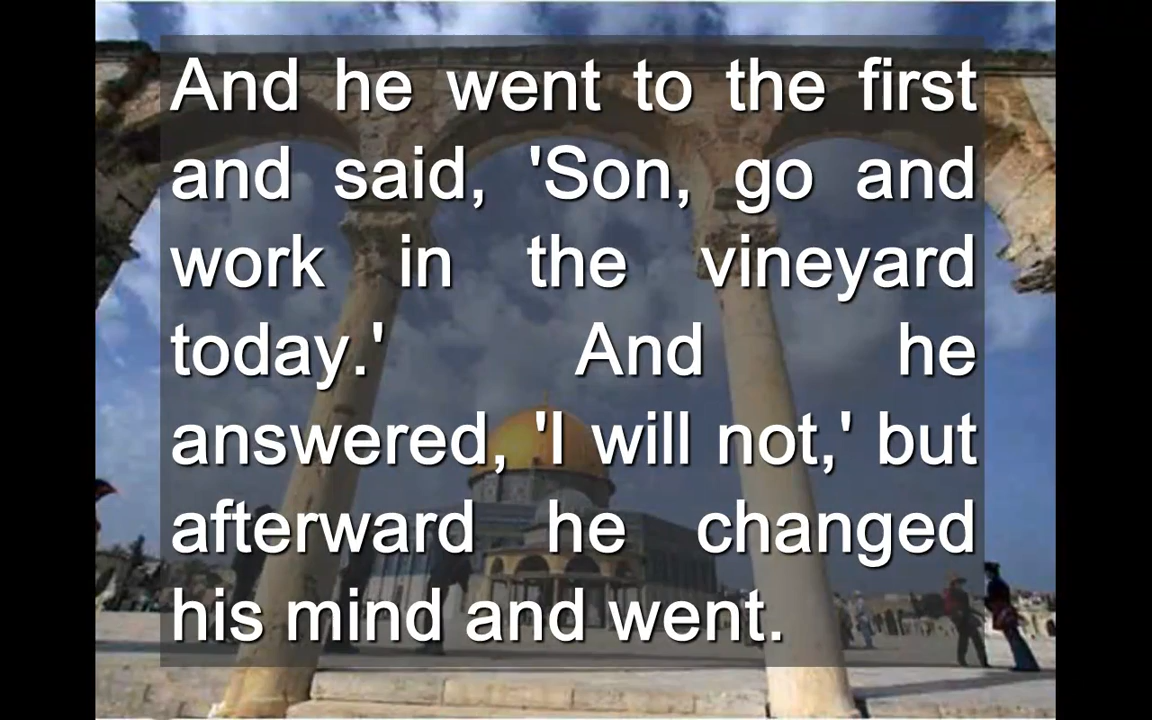 And he went to the first
and said, 'Son, go and
work in the vineyard
today.' And he
answered, 'I will not,' but
afterward he changed
his mind and went.